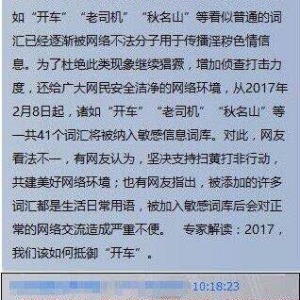 如“开车”“老司机”“秋名山”等看似普通的词
汇已经逐渐被网络不法分子用于传播淫秽色情信
息。为了杜绝此类现象继续猖獗，增加侦查打击力
度，还给广大网民安全洁净的网络环境，从2017年
2月8日起，诸如“开车”“老司机”“秋名山”等
—共41个词汇将被纳入敏感信息词库。对此，网友
看法不一，有网友认为，坚决支持扫黄打非行动，
共建美好网络环境；也有网友指出，被添加的许多
词汇都是生活日常用语，被加入敏感词库后会对正
常的网络交流造成严重不便。 专家解读：2017，
我们该如何抵御“开车”。
10:18:23